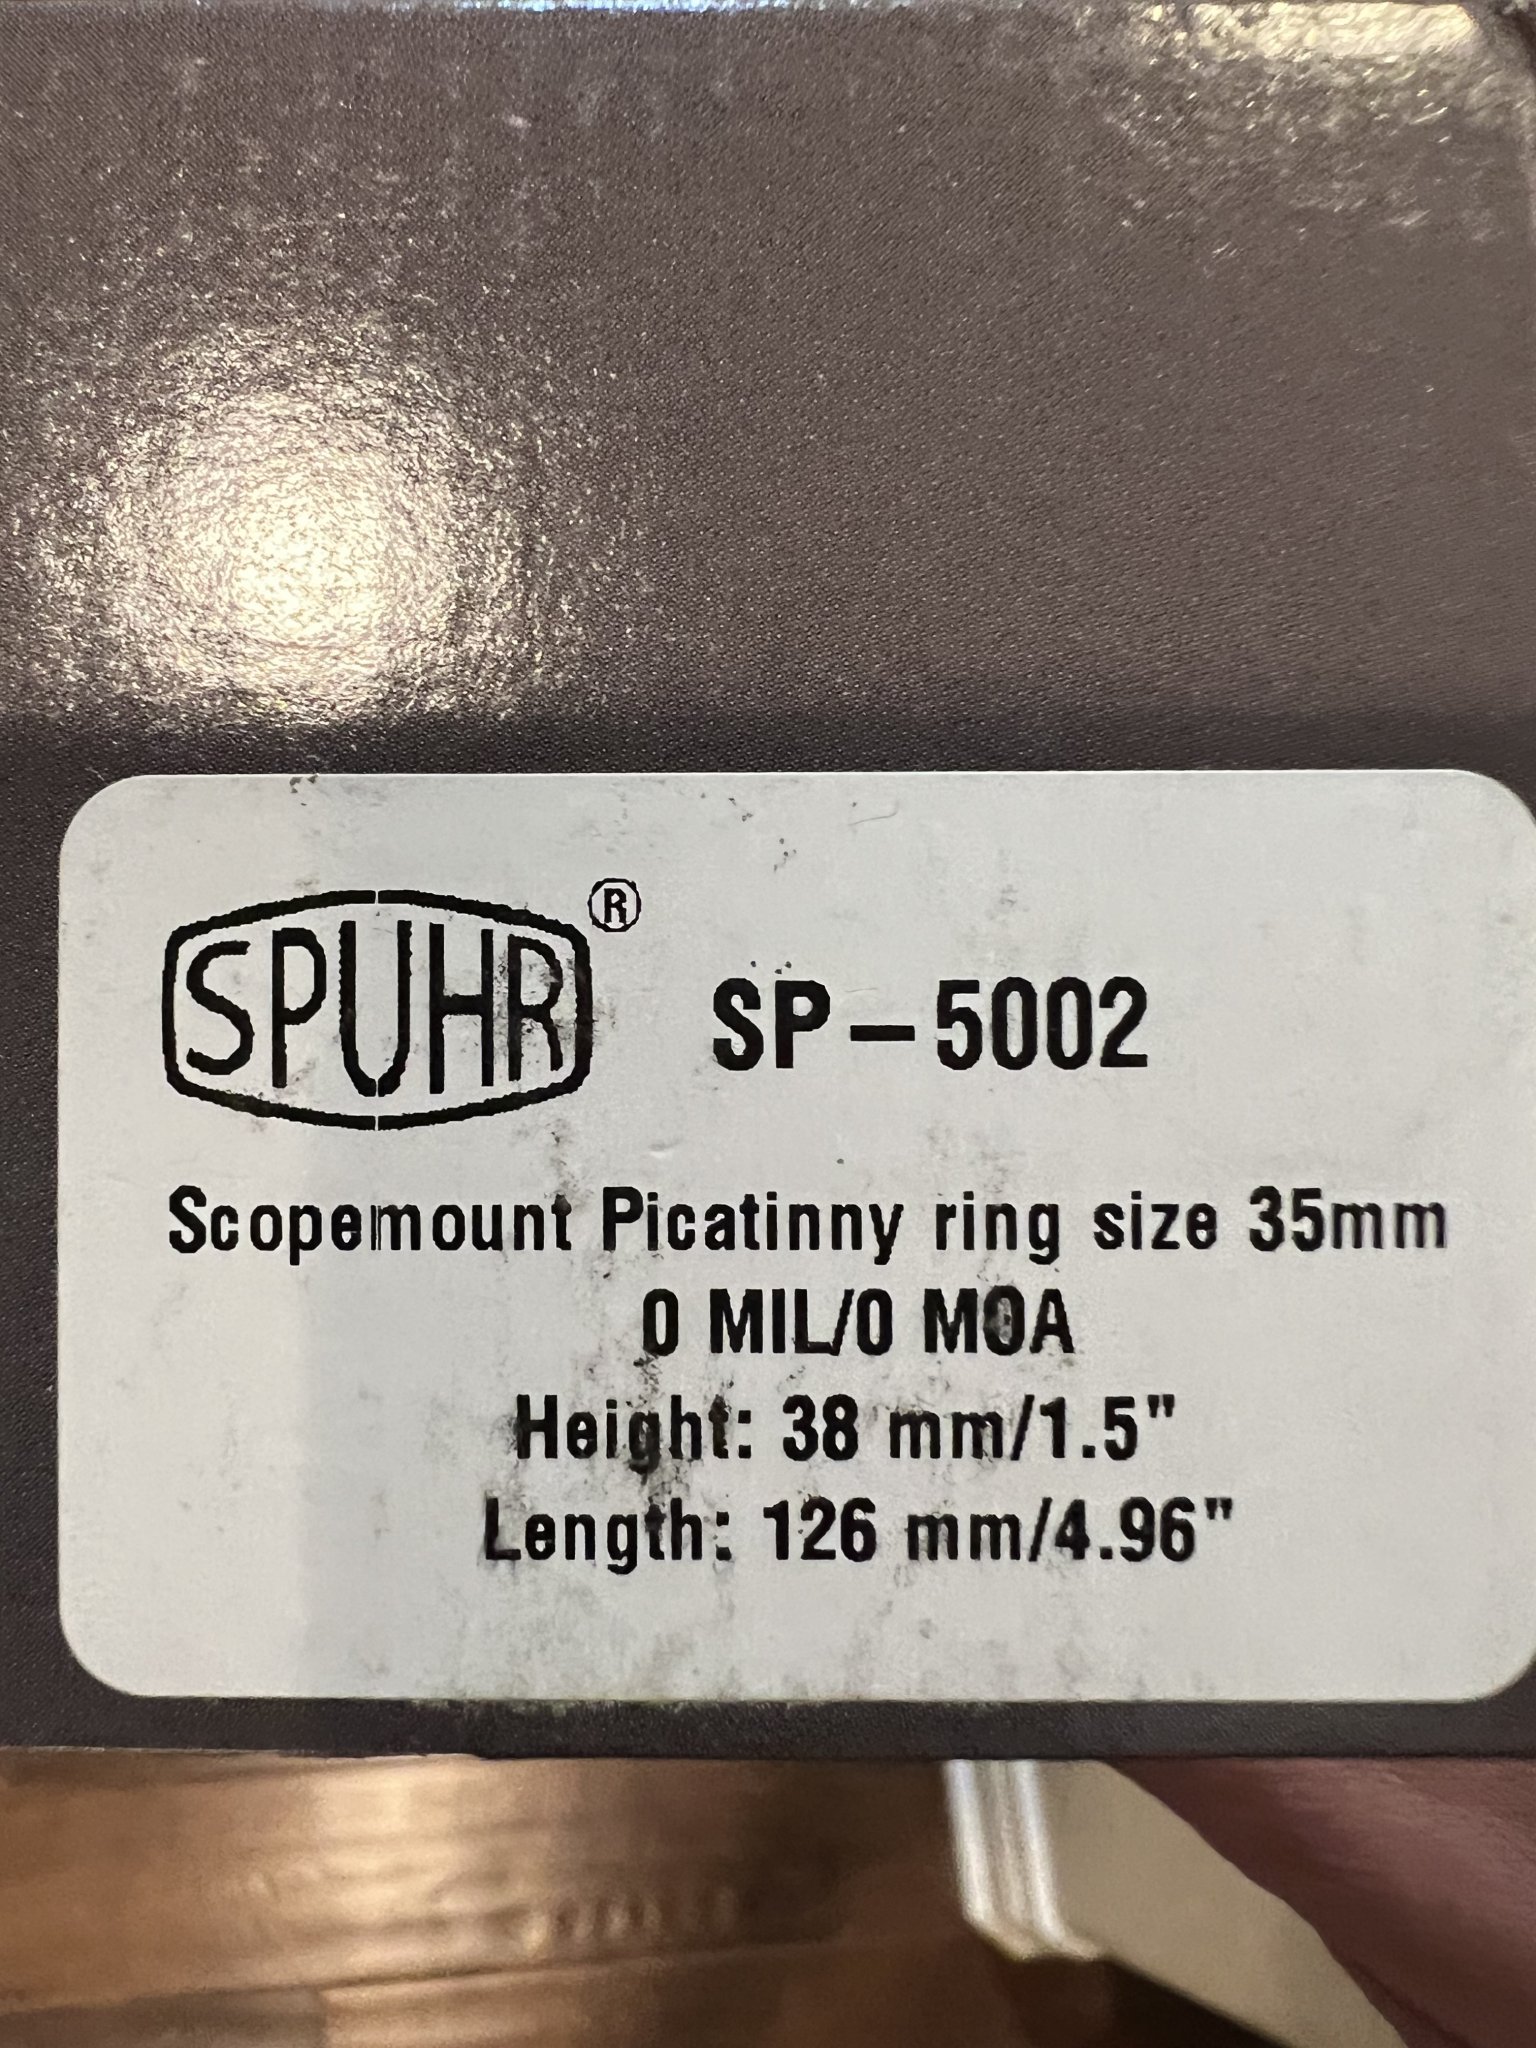 SPUHR® SP-5002
Scopemount Picatinny ring size 35mm
0 MIL/0 MOA
Height: 38 mm/1.5"
Length: 126 mm/4.96"